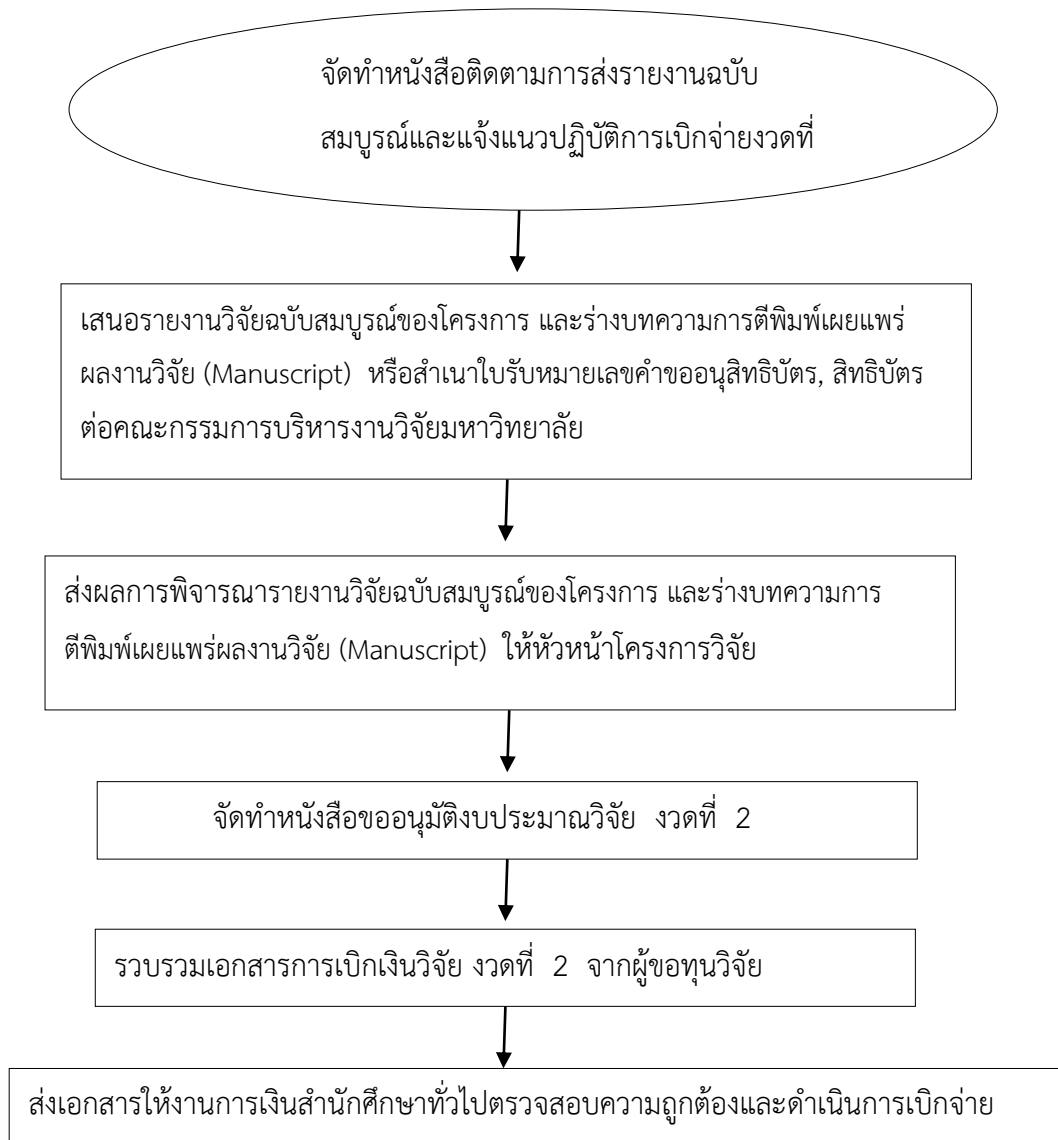 จัดทำหนังสือติดตามการส่งรายงานฉบับ
สมบูรณ์และแจ้งแนวปฏิบัติการเบิกจ่ายงวดที่
เสนอรายงานวิจัยฉบับสมบูรณ์ของโครงการ และร่างบทความการตีพิมพ์เผยแพร่
ผลงานวิจัย (Manuscript) หรือสำเนาใบรับหมายเลขคำขออนุสิทธิบัตร, สิทธิบัตร
ต่อคณะกรรมการบริหารงานวิจัยมหาวิทยาลัย
ส่งผลการพิจารณารายงานวิจัยฉบับสมบูรณ์ของโครงการ และร่างบทความการ
ตีพิมพ์เผยแพร่ผลงานวิจัย (Manuscript) ให้หัวหน้าโครงการวิจัย
จัดทำหนังสือขออนุมัติงบประมาณวิจัย งวดที่ 2
รวบรวมเอกสารการเบิกเงินวิจัย งวดที่ 2 จากผู้ขอทุนวิจัย
ส่งเอกสารให้งานการเงินสำนักศึกษาทั่วไปตรวจสอบความถูกต้องและดำเนินการเบิกจ่าย